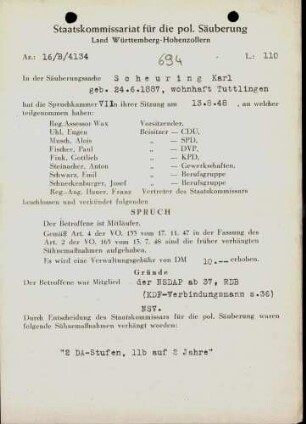 Staatskommissariat für die pol. Säuberung
Land Württemberg-Hohenzollern
Az.: 16/B/4134
694
L.: 110
In der Säuberungssache Scheuring Karl
geb. 24.6.1887, wohnhaft Tuttlingen
hat die Spruchkammer VII in ihrer Sitzung am 13.8.48, an welcher
teilgenommen haben:
Reg.Assessor Wax Vorsitzender,
Uhl, Eugen Beisitzer — CDU,
Musch, Alois „ — SPD,
Fischer, Paul „ — DVP,
Fink, Gottlieb „ — KPD,
Steinacher, Anton „ — Gewerkschaften,
Schwarz, Emil „ — Berufsgruppe
Schneckenburger, Josef „ — Berufsgruppe
Reg.-Ang. Hauer, Franz Vertreter des Staatskommissars
beschlossen und verkündet folgenden
SPRUCH
Der Betroffene ist Mitläufer.
Gemäß Art. 4 der VO. 133 vom 17. 11. 47 in der Fassung des
Art. 2 der VO. 165 vom 13. 7. 48 sind die früher verhängten
Sühnemaßnahmen aufgehoben.
Es wird eine Verwaltungsgebühr von DM 10.-- erhoben.
Gründe
Der Betroffene war Mitglied der NSDAP ab 37, RDB
(KDF-Verbindungsmann s.36)
NSV.
Durch Entscheidung des Staatskommissars für die pol. Säuberung waren
folgende Sühnemaßnahmen verhängt worden:
"2 DA-Stufen, 11b auf 2 Jahre"